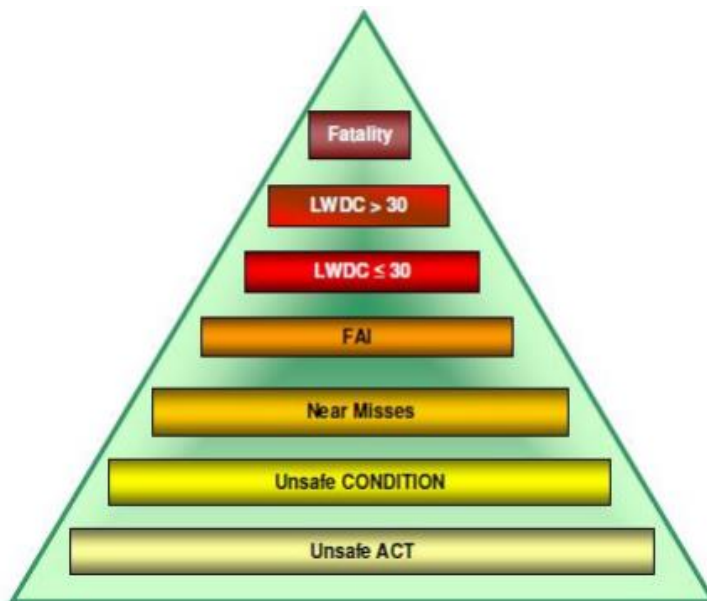 Fatality
LWDC > 30
LWDC ≤ 30
FAI
Near Misses
Unsafe CONDITION
Unsafe ACT